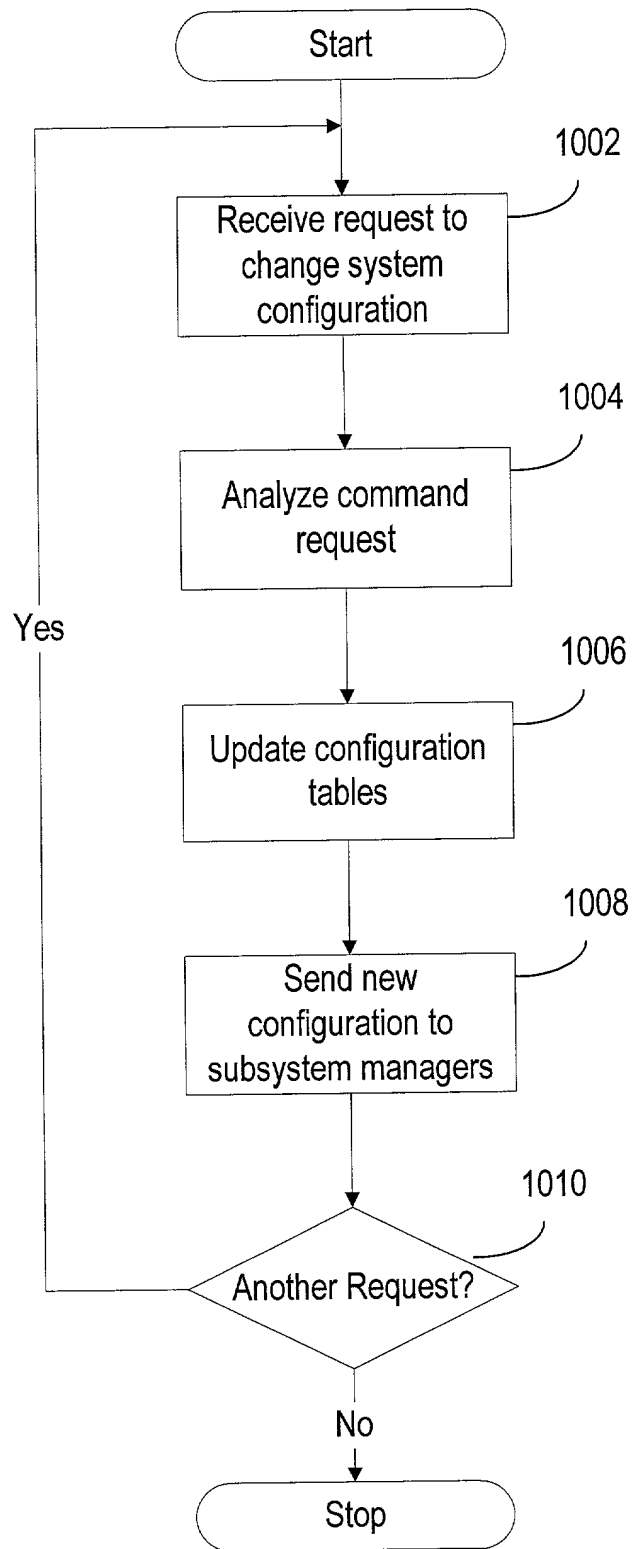 Start
1002
Receive request to
change system
configuration
1004
Analyze command
request
Yes
1006
Update configuration
tables
1008
Send new
configuration to
subsystem managers
1010
Another Request?
No
Stop